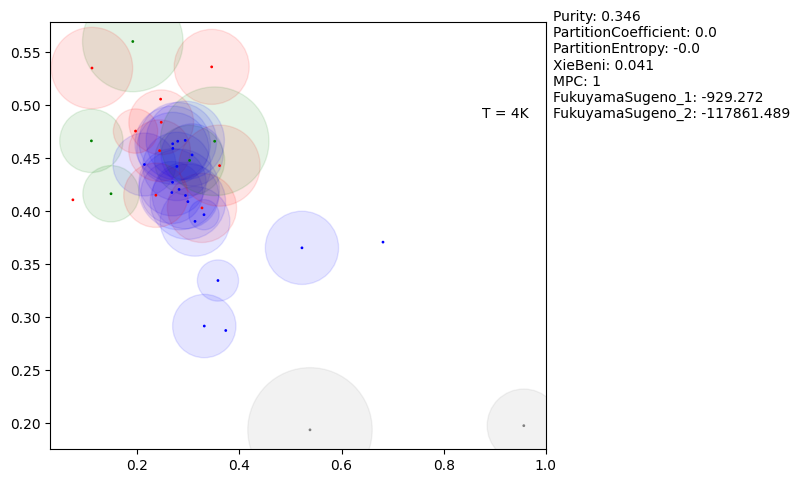 Purity: 0.346
PartitionCoefficient: 0.0
PartitionEntropy: -0.0
XieBeni: 0.041
MPC: 1
FukuyamaSugeno_1: -929.272
FukuyamaSugeno_2: -117861.489
T = 4K
0.55
0.50
0.45
0.40
0.35
0.30
0.25
0.20
0.2
0.4
0.6
0.8
1.0